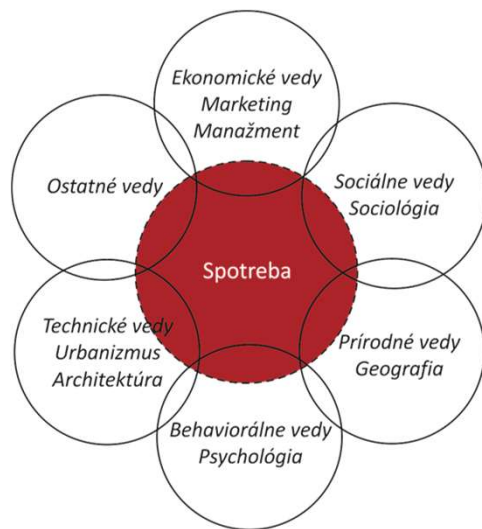 Ekonomické vedy
Marketing
Manažment
Ostatné vedy
Sociálne vedy
Sociológia
Spotreba
Technické vedy
Urbanizmus
Architektúra
Prírodné vedy
Geografia
Behaviorálne vedy
Psychológia